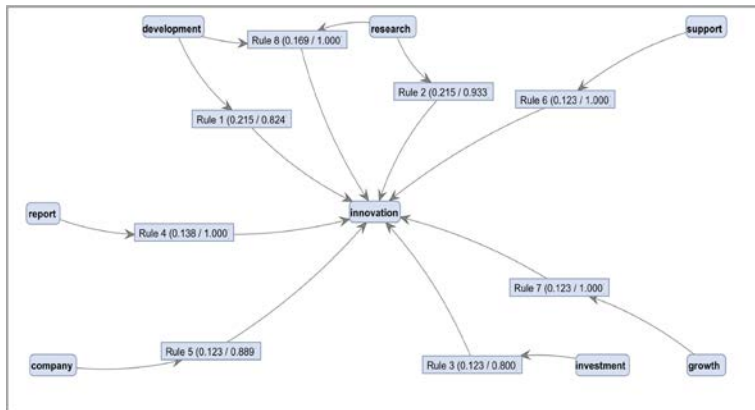 development
research
support
Rule 8 (0.169 / 1.000
Rule 2 (0.215 / 0.933
Rule 6 (0.123 / 1.000
Rule 1 (0.215 / 0.824
innovation
report
Rule 4 (0.138 / 1.000
Rule 7 (0.123 / 1.000
Rule 5 (0.123 / 0.889
company
Rule 3 (0.123 / 0.800
investment
growth